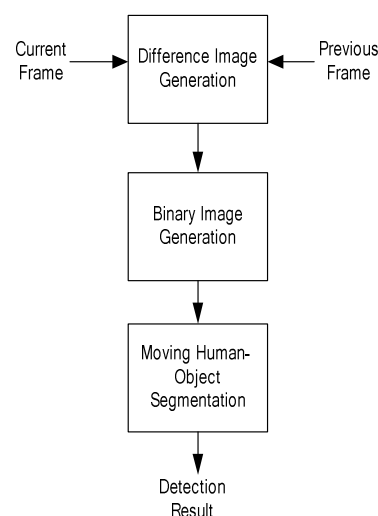 Current
Frame
Difference Image
Generation
Previous
Frame
Binary Image
Generation
Moving Human-
Object
Segmentation
Detection
Result